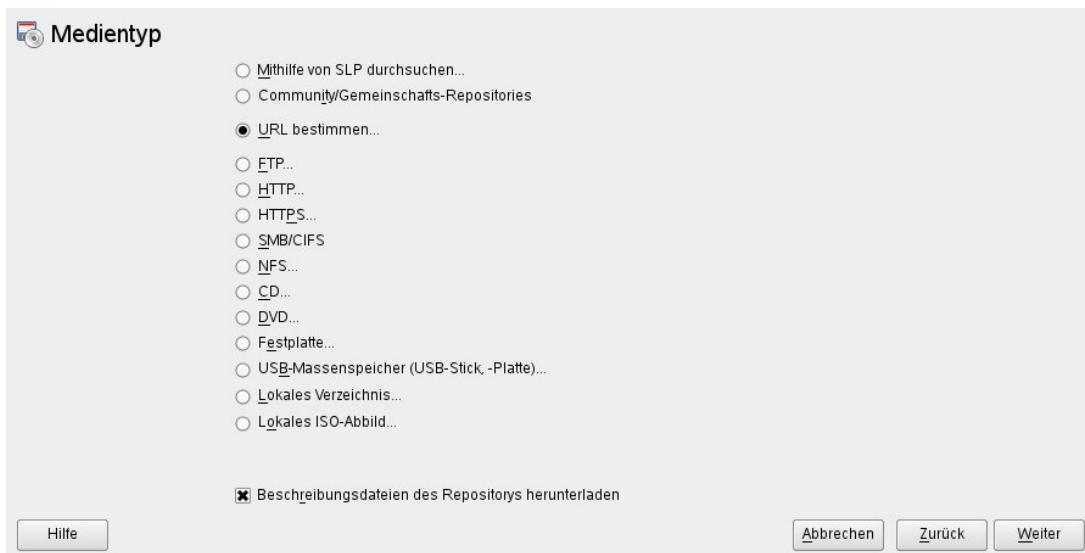 Medientyp
Mithilfe von SLP durchsuchen...
Community/Gemeinschafts-Repositories
URL bestimmen...
FTP...
HTTP...
HTTPS...
SMB/CIFS
NFS...
CD...
DVD...
Festplatte...
USB-Massenspeicher (USB-Stick, -Platte)...
Lokales Verzeichnis...
Lokales ISO-Abbild...
Beschreibungsdateien des Repositorys herunterladen
Hilfe Abbrechen Zurück Weiter